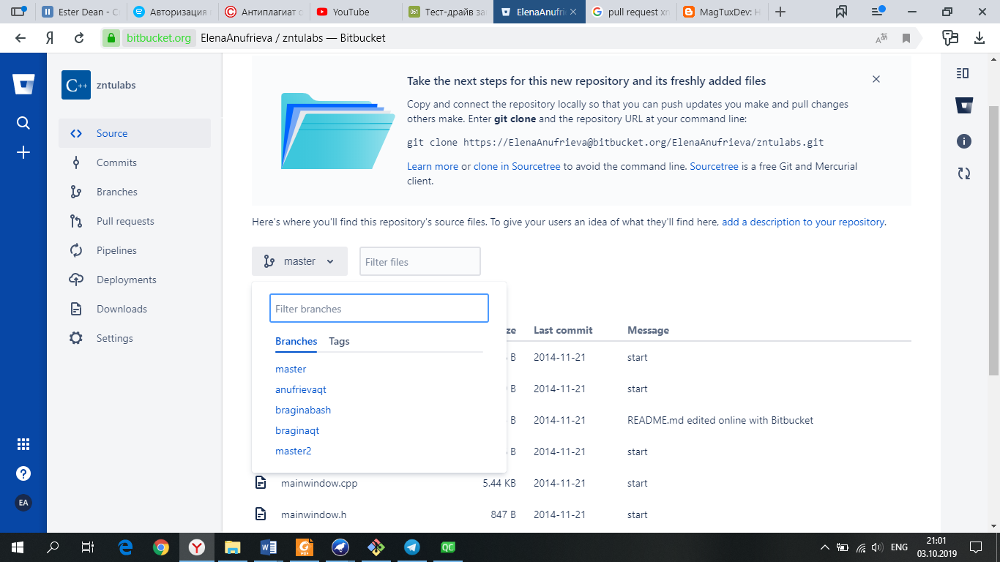 Ester Dean - C
Авторизация
Антиплагиат с
YouTube
Тест-драйв за
ElenaAnufri
pull request
MagTuxDev: H
Я
bitbucket.org
ElenaAnufrieva / zntulabs — Bitbucket
C++
zntulabs
Source
Commits
Branches
Pull requests
Pipelines
Deployments
Downloads
Settings
EA
Take the next steps for this new repository and its freshly added files
Copy and connect the repository locally so that you can push updates you make and pull changes
others make. Enter git clone and the repository URL at your command line:
git clone https://ElenaAnufrieva@bitbucket.org/ElenaAnufrieva/zntulabs.git
Learn more or clone in Sourcetree to avoid the command line. Sourcetree is a free Git and Mercurial
client.
Here's where you'll find this repository's source files. To give your users an idea of what they'll find here, add a description to your repository.
master
Filter files
Filter branches
Branches Tags
master
anufrievaqt
braginabash
braginaqt
master2
ze Last commit Message
B 2014-11-21 start
B 2014-11-21 start
B 2014-11-21 README.md edited online with Bitbucket
B 2014-11-21 start
mainwindow.cpp 5.44 KB 2014-11-21 start
mainwindow.h 847 B 2014-11-21 start
QC
ENG
21:01
03.10.2019